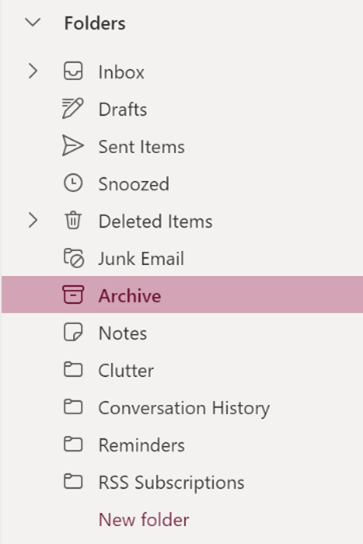 Folders
Inbox
Drafts
Sent Items
Snoozed
Deleted Items
Junk Email
Archive
Notes
Clutter
Conversation History
Reminders
RSS Subscriptions
New folder